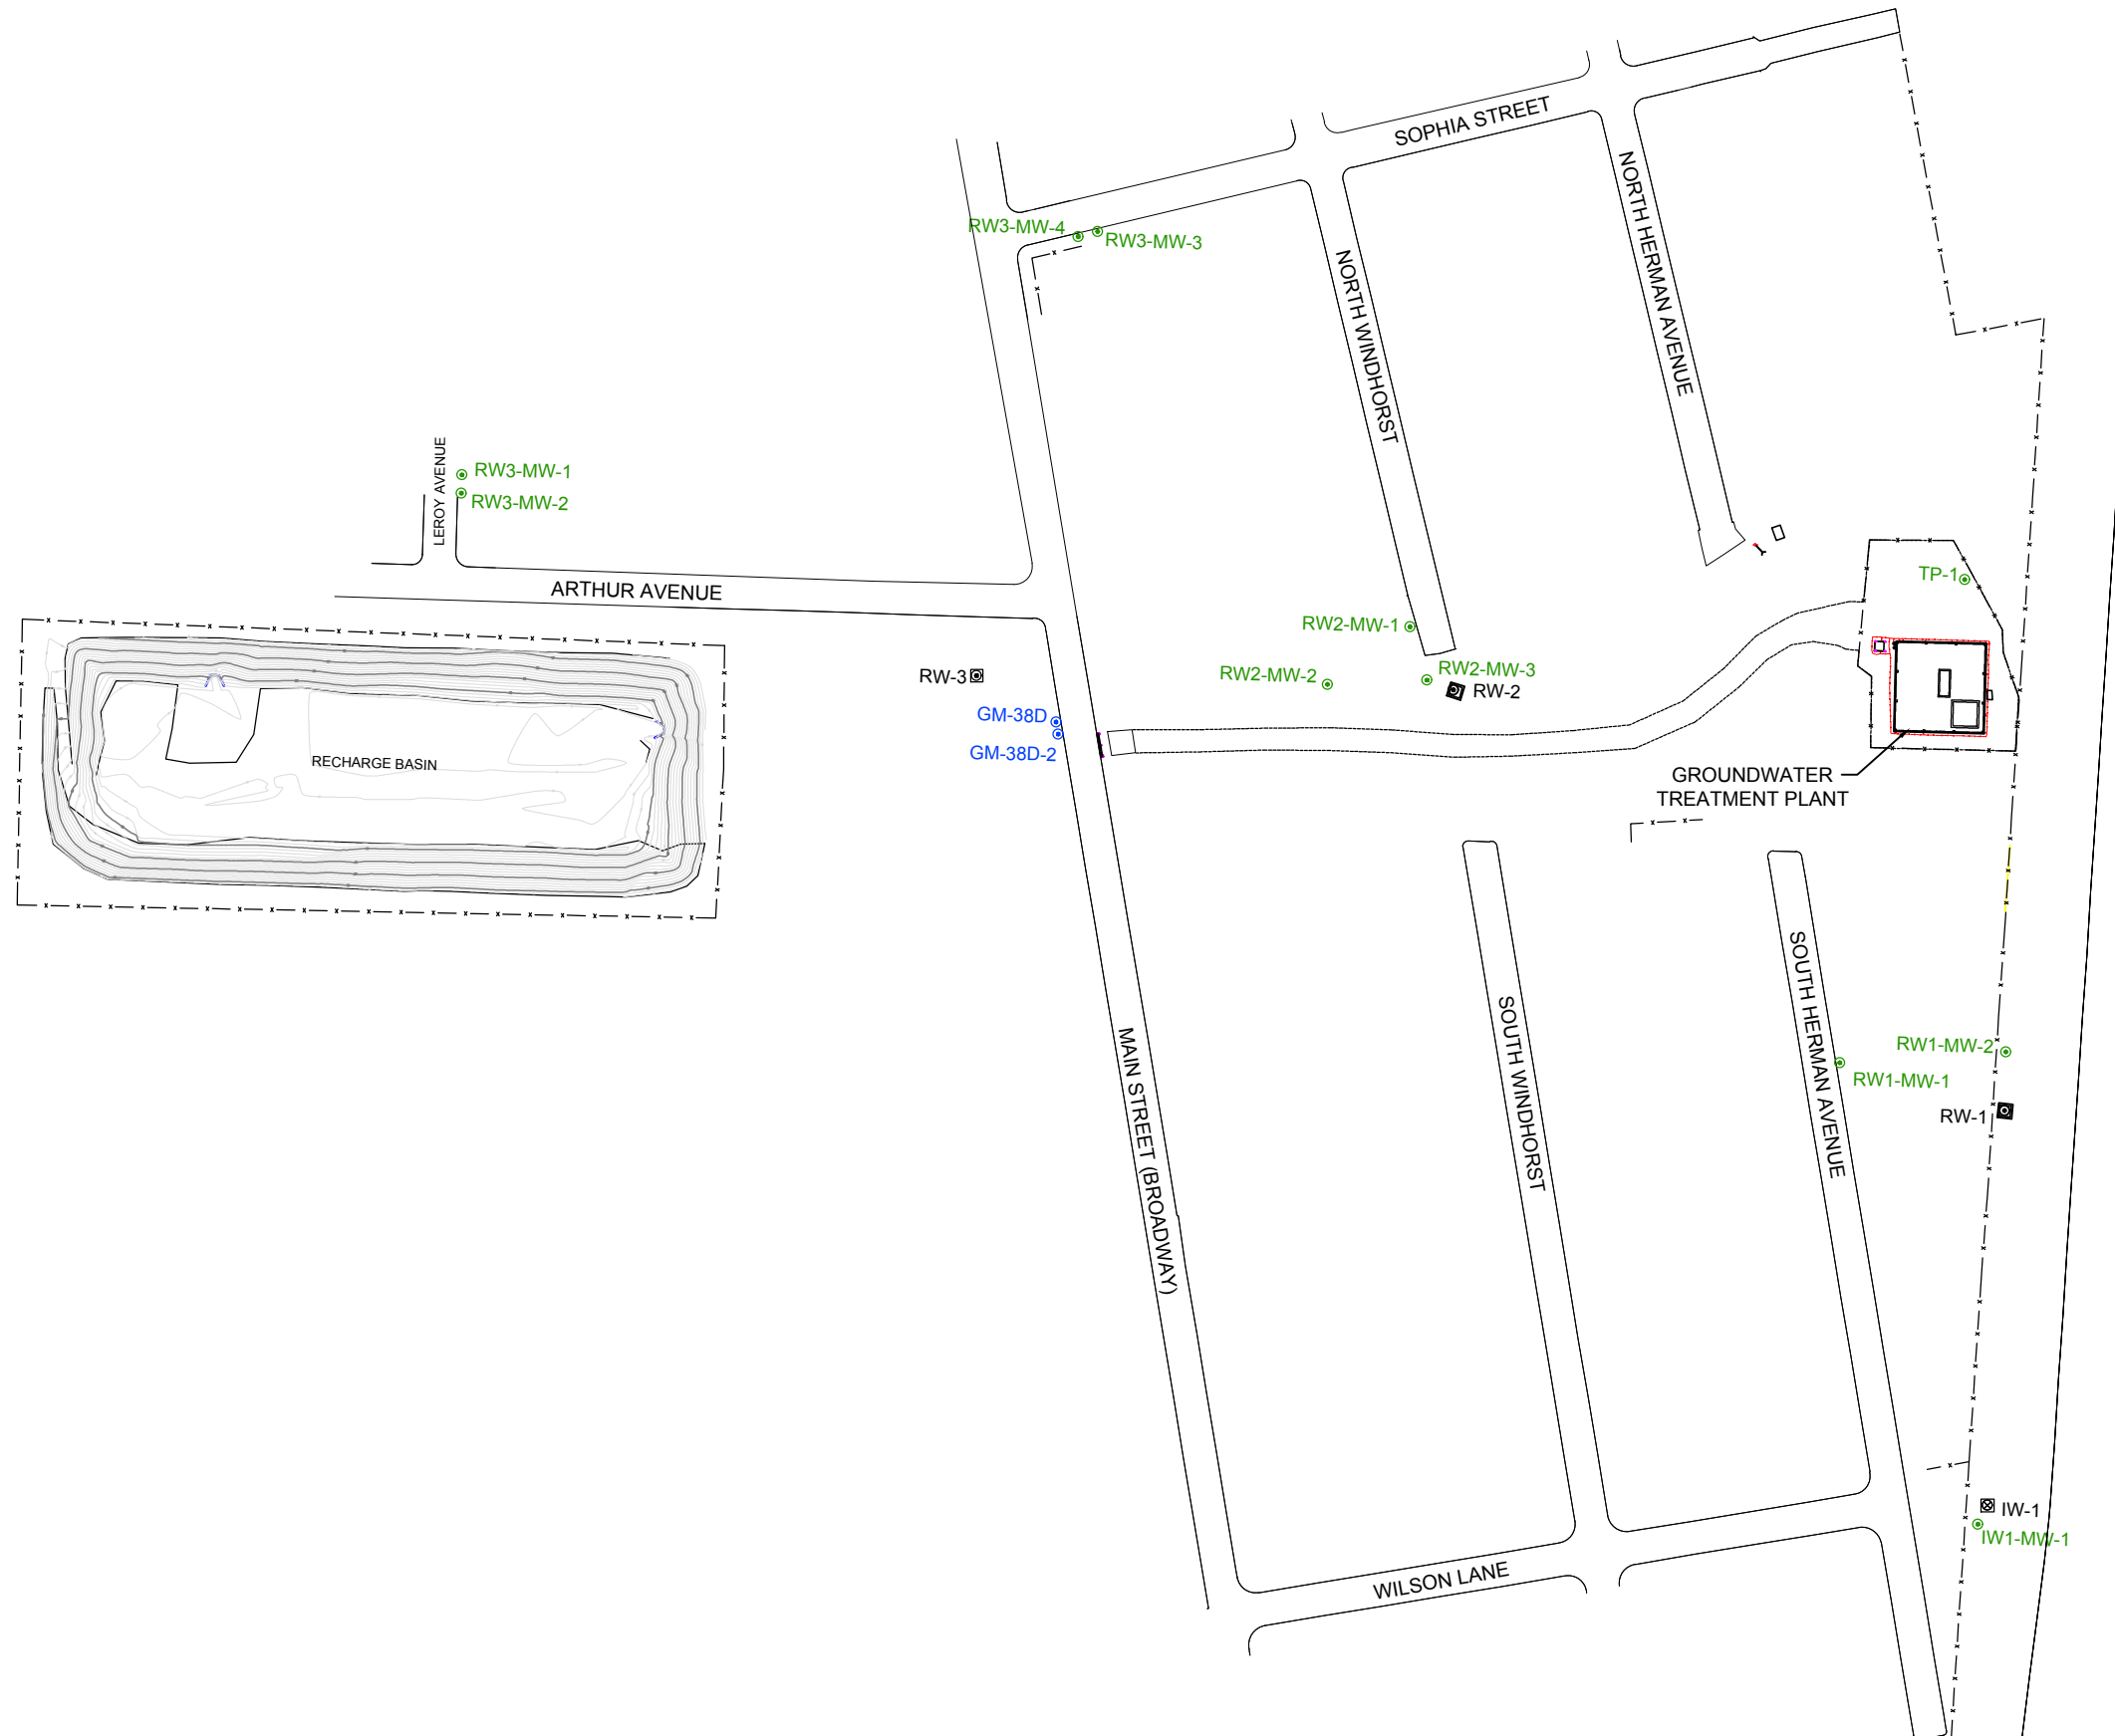 SOPHIA STREET
NORTH HERMAN AVENUE
RW3-MW-4
RW3-MW-3
NORTH WINDHORST
LEROY AVENUE
RW3-MW-1
RW3-MW-2
ARTHUR AVENUE
TP-1
RW2-MW-1
RW-3
RW2-MW-2
RW2-MW-3
RW-2
GM-38D
GM-38D-2
RECHARGE BASIN
GROUNDWATER
TREATMENT PLANT
SOUTH HERMAN AVENUE
SOUTH WINDHORST
MAIN STREET (BROADWAY)
RW1-MW-2
RW1-MW-1
RW-1
IW-1
IW1-MW-1
WILSON LANE